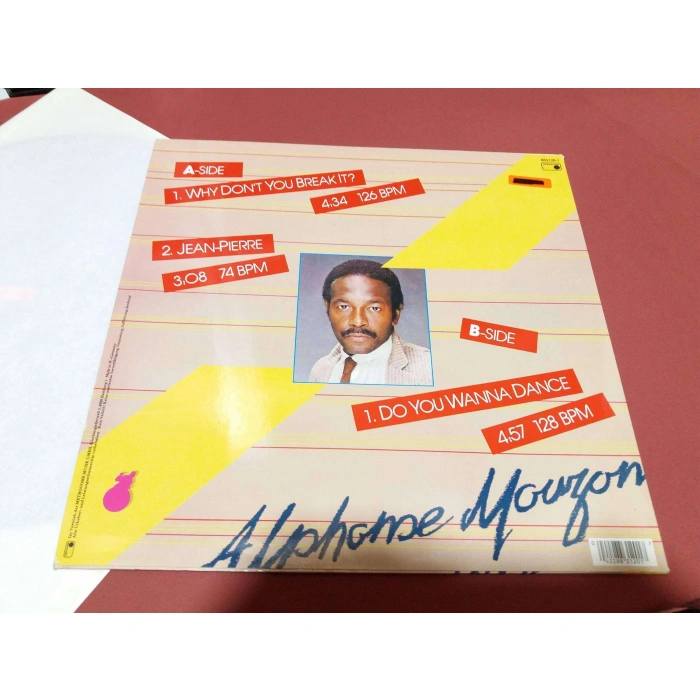 A-SIDE
1. WHY DON'T YOU BREAK IT?
4.34 126 BPM
2. JEAN-PIERRE
3.08 74 BPM
B-SIDE
1. DO YOU WANNA DANCE
4.57 128 BPM
Alphonse Mouzon